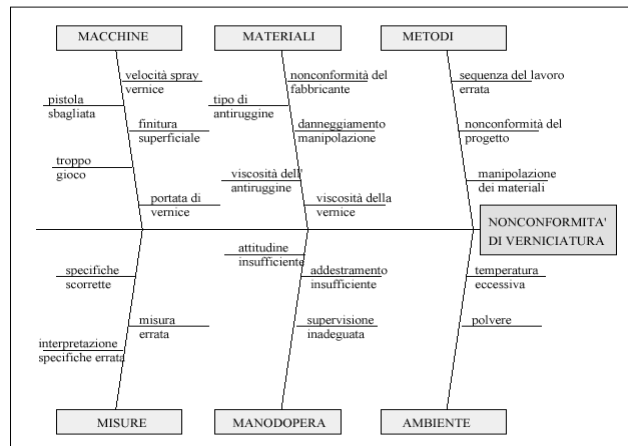 MACCHINE
MATERIALI
METODI
velocità spray
vernice
pistola
sbagliata
finitura
superficiale
troppo
gioco
portata di
vernice
nonconformità del
fabbricante
tipo di
antiruggine
danneggiamento
manipolazione
viscosità dell'
antiruggine
viscosità della
vernice
sequenza del lavoro
errata
nonconformità del
progetto
manipolazione
dei materiali
NONCONFORMITA'
DI VERNICIATURA
specifiche
scorrette
misura
errata
interpretazione
specifiche errata
attitudine
insufficiente
addestramento
insufficiente
supervisione
inadeguata
temperatura
eccessiva
polvere
MISURE
MANODOPERA
AMBIENTE